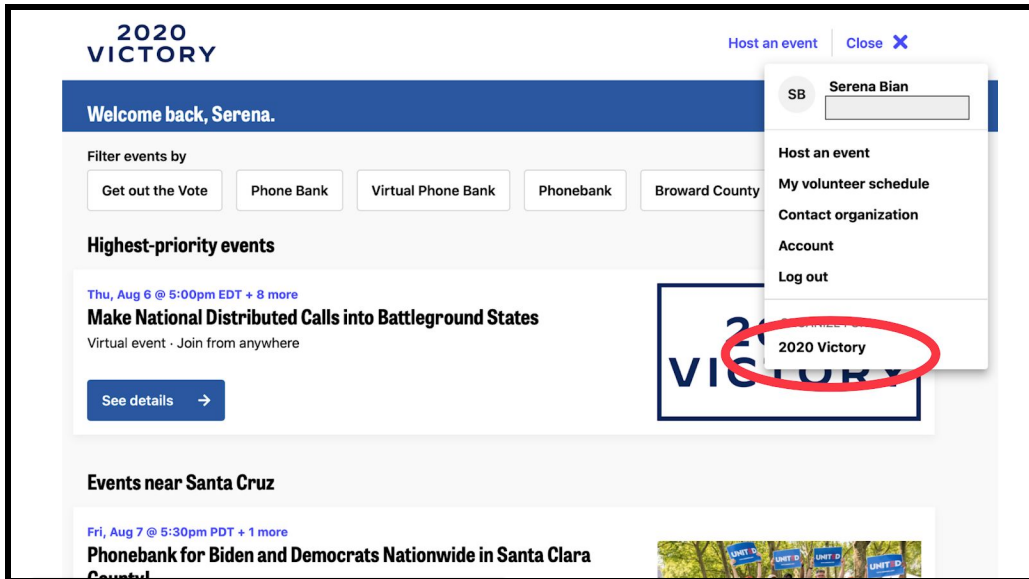 2020
VICTORY
Host an event
Close
SB
Serena Bian
Welcome back, Serena.
Host an event
My volunteer schedule
Contact organization
Account
Log out
2020 Victory
Filter events by
Get out the Vote
Phone Bank
Virtual Phone Bank
Phonebank
Broward County
Highest-priority events
Thu, Aug 6 @ 5:00pm EDT + 8 more
Make National Distributed Calls into Battleground States
Virtual event · Join from anywhere
See details →
VICTORY
Events near Santa Cruz
Fri, Aug 7 @ 5:30pm PDT + 1 more
Phonebank for Biden and Democrats Nationwide in Santa Clara
UNITED
UNITED
UNITED